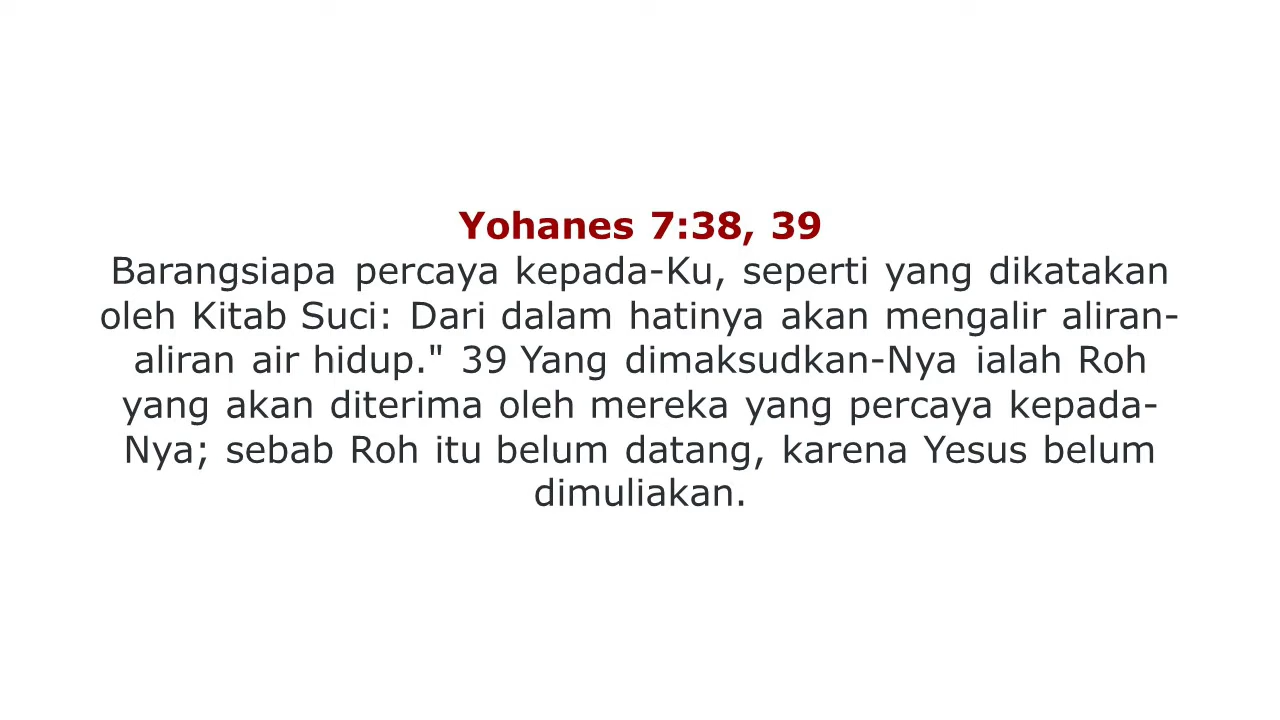 Yohanes 7:38, 39
Barangsiapa percaya kepada-Ku, seperti yang dikatakan
oleh Kitab Suci: Dari dalam hatinya akan mengalir aliran-
aliran air hidup." 39 Yang dimaksudkan-Nya ialah Roh
yang akan diterima oleh mereka yang percaya kepada-
Nya; sebab Roh itu belum datang, karena Yesus belum
dimuliakan.